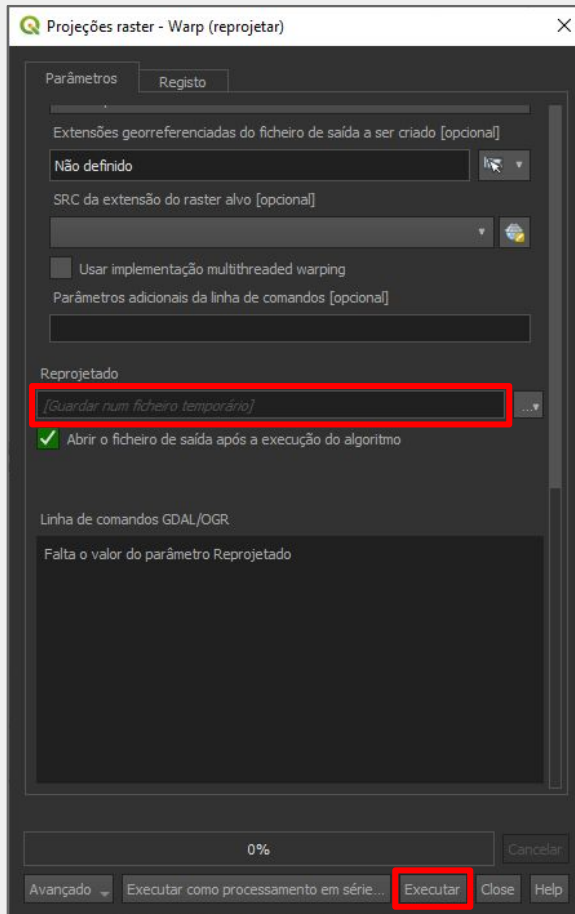 Projeções raster - Warp (reprojetar)
Parâmetros
Registo
Extensões georreferenciadas do ficheiro de saída a ser criado [opcional]
Não definido
SRC da extensão do raster alvo [opcional]
Usar implementação multithreaded warping
Parâmetros adicionais da linha de comandos [opcional]
Reprojetado
[Guardar num ficheiro temporário]
...
Abrir o ficheiro de saída após a execução do algoritmo
Linha de comandos GDAL/OGR
Falta o valor do parâmetro Reprojetado
0%
Cancelar
Avançado
Executar como processamento em série...
Executar
Close
Help